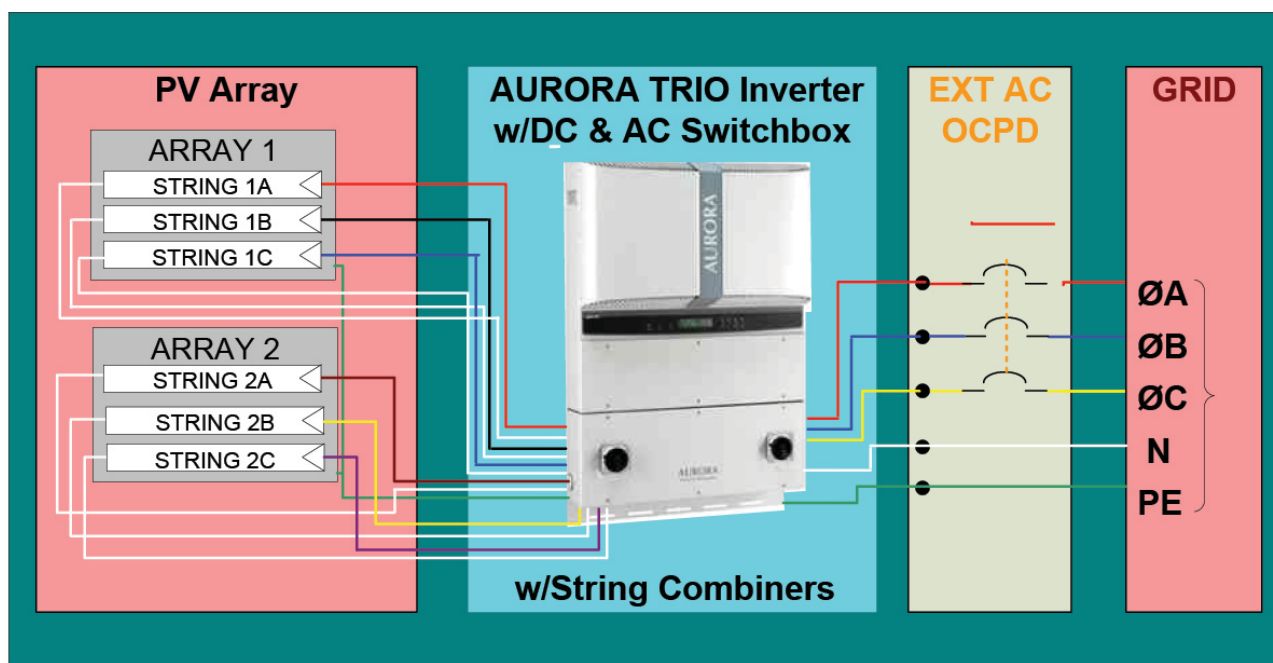 PV Array
ARRAY 1
STRING 1A
STRING 1B
STRING 1C
ARRAY 2
STRING 2A
STRING 2B
STRING 2C
AURORA TRIO Inverter
w/DC & AC Switchbox
AURORA
AURORA
w/String Combiners
EXT AC
OCPD
GRID
ØA
ØB
ØC
N
PE